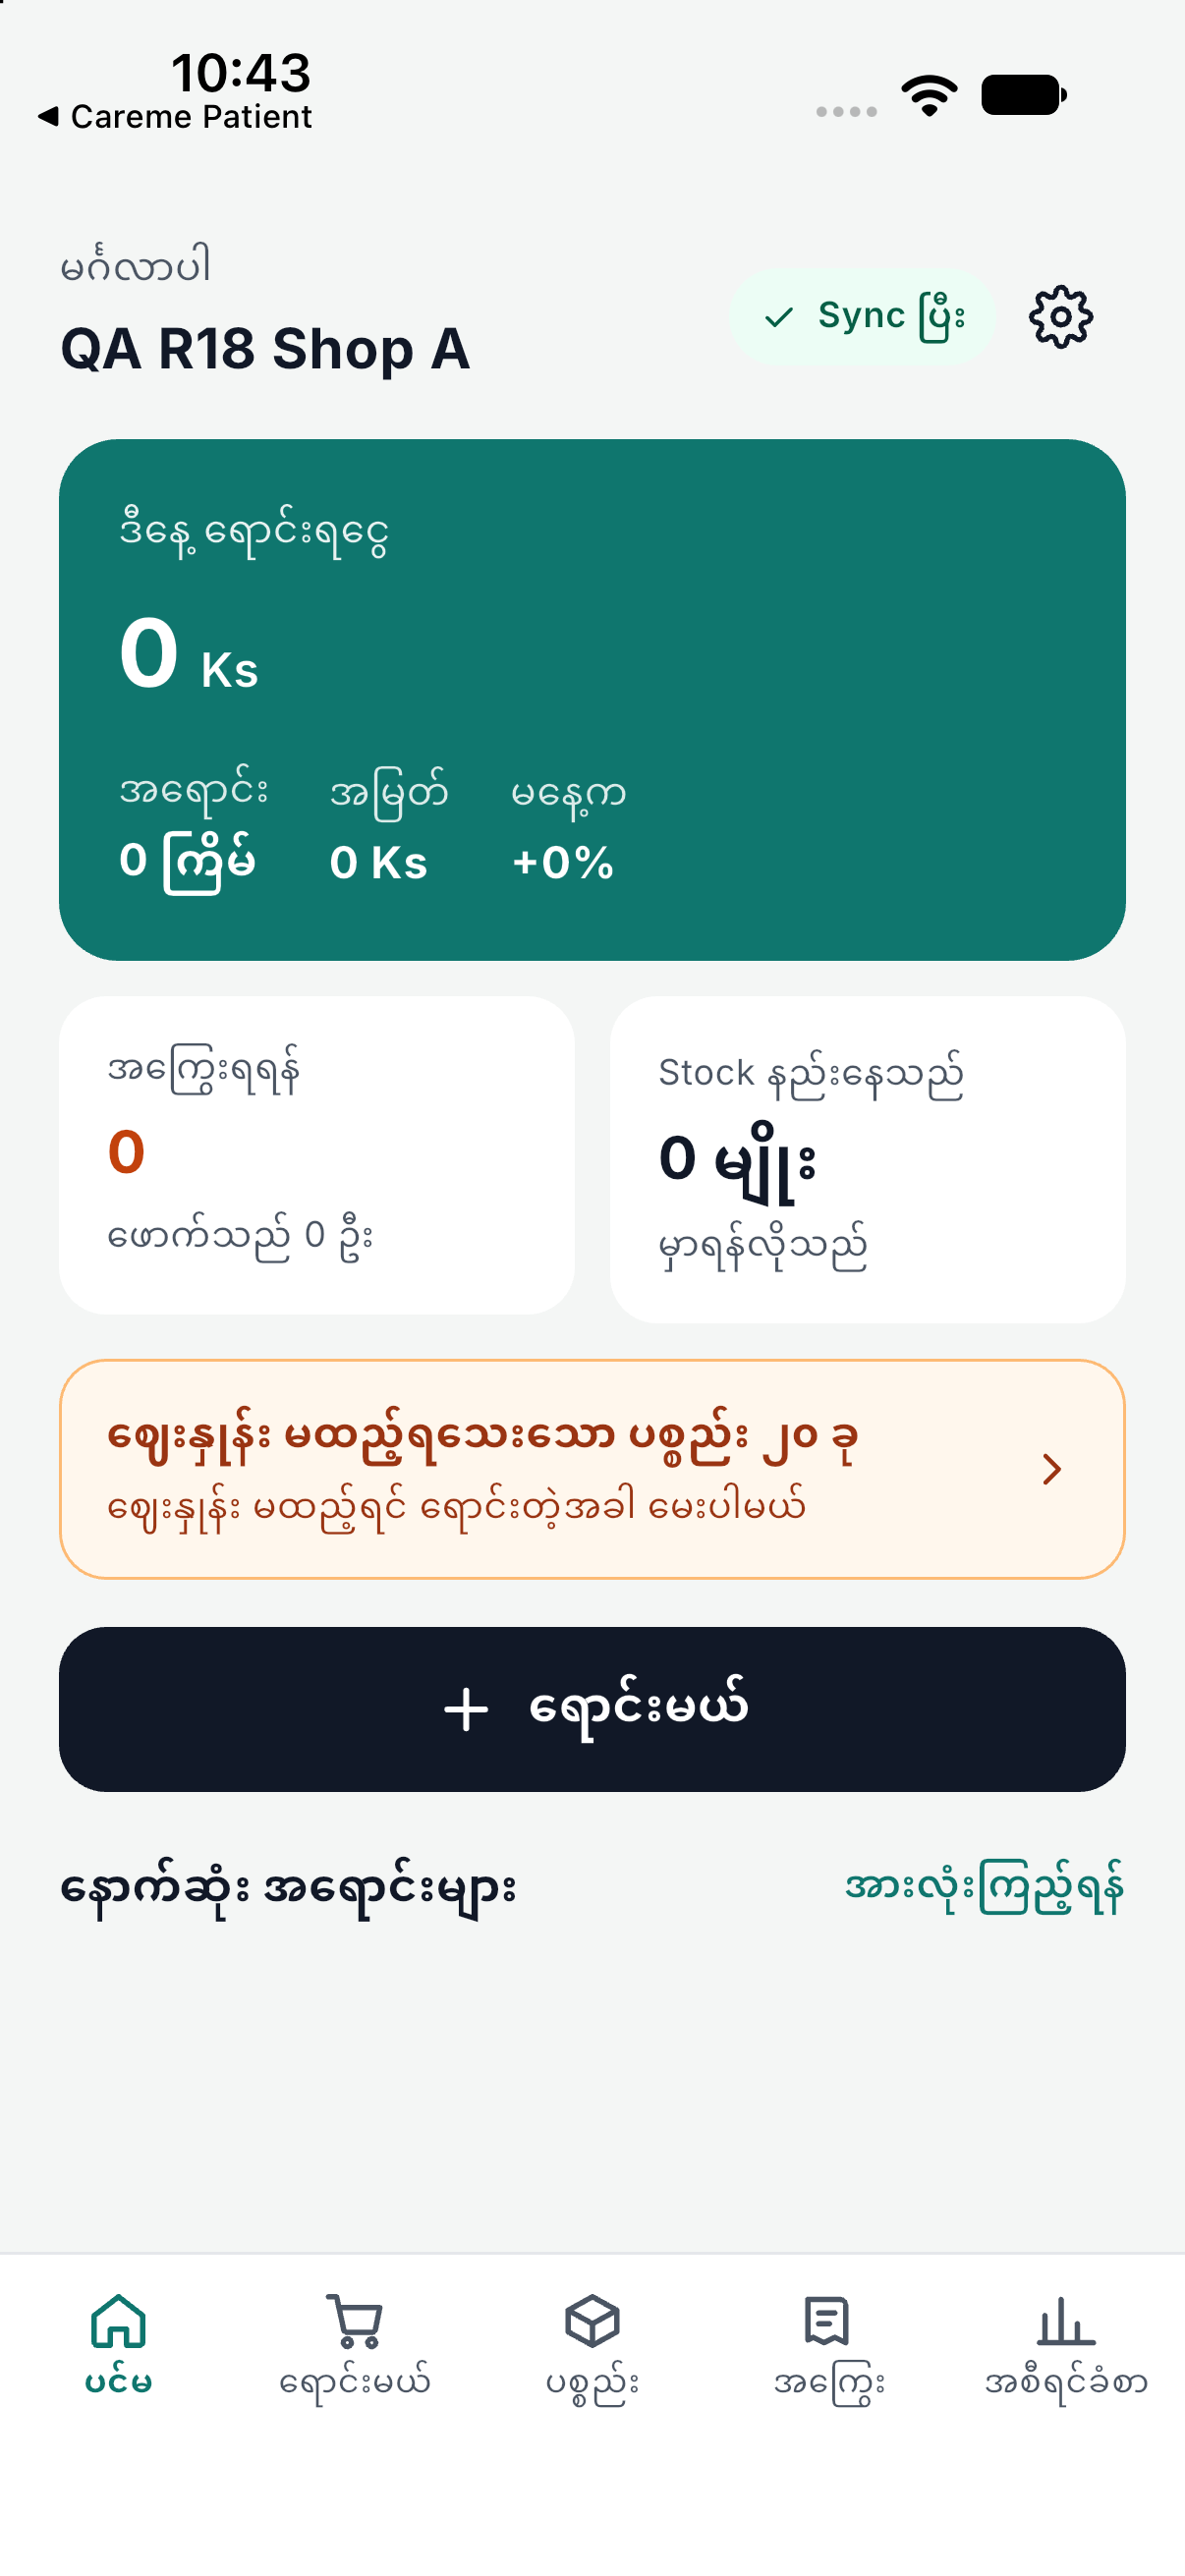 10:43
◀ Careme Patient
မင်္ဂလာပါ
QA R18 Shop A
✓ Sync ပြီး
ဒီနေ့ ရောင်းရငွေ
0 Ks
အရောင်း အမြတ် မနေ့က
0 ကြိမ် 0 Ks +0%
အကြွေးရရန်
0
ဖောက်သည် 0 ဦး
Stock နည်းနေသည်
0 မျိုး
မှာရန်လိုသည်
ဈေးနှုန်း မထည့်ရသေးသော ပစ္စည်း ၂၀ ခု
ဈေးနှုန်း မထည့်ရင် ရောင်းတဲ့အခါ မေးပါမယ်
+ ရောင်းမယ်
နောက်ဆုံး အရောင်းများ အားလုံးကြည့်ရန်
ပင်မ ရောင်းမယ် ပစ္စည်း အကြွေး အစီရင်ခံစာ